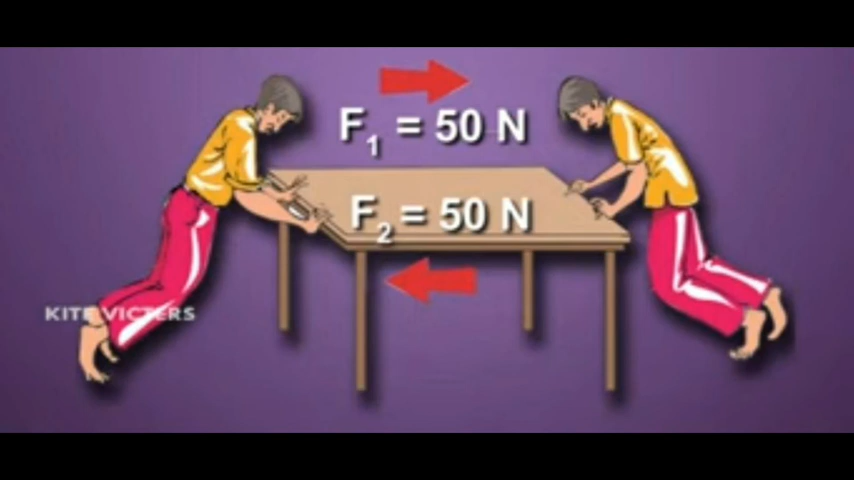 F₁ = 50 N
F₂ = 50 N
KITE VICTERS